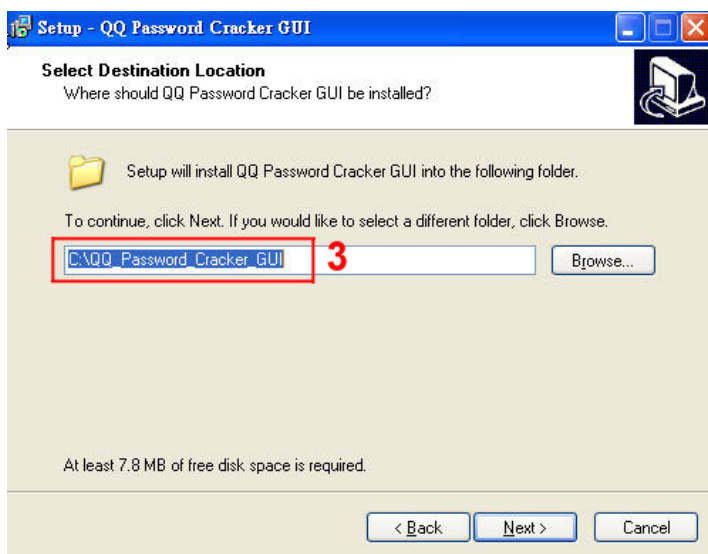 Setup - QQ Password Cracker GUI
Select Destination Location
Where should QQ Password Cracker GUI be installed?
Setup will install QQ Password Cracker GUI into the following folder.
To continue, click Next. If you would like to select a different folder, click Browse.
C:\QQ_Password_Cracker_GUI
3
Browse...
At least 7.8 MB of free disk space is required.
< Back
Next >
Cancel